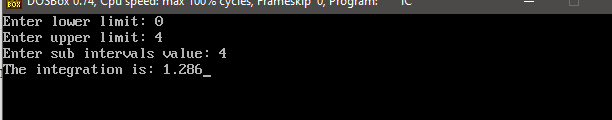 DOSBox 0.74, Cpu speed: max 100% cycles, Frameskip 0, Program: TC
Enter lower limit: 0
Enter upper limit: 4
Enter sub intervals value: 4
The integration is: 1.286_